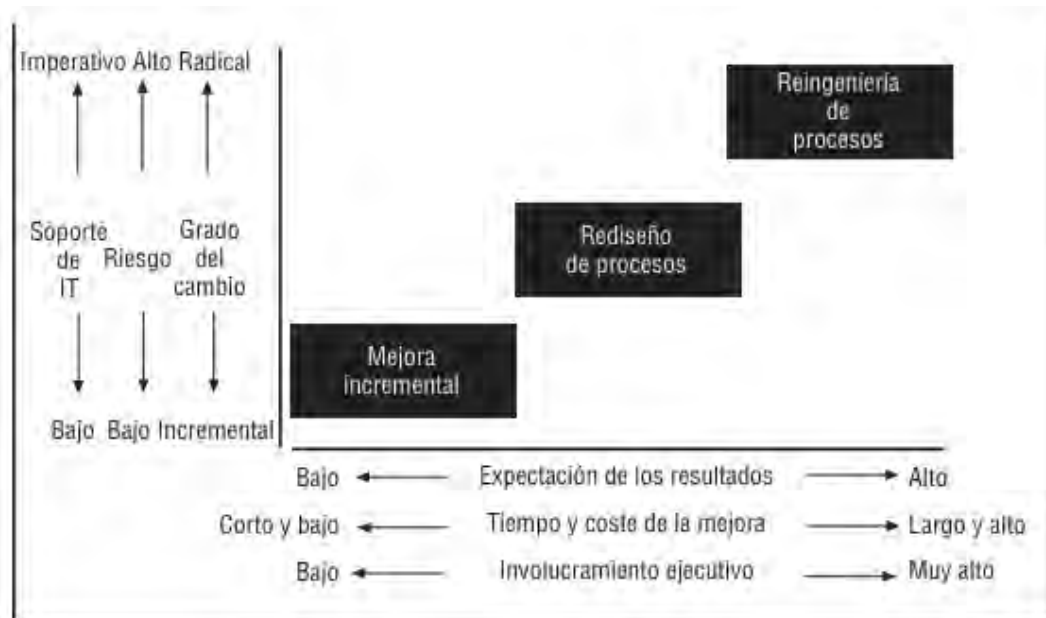 Imperativo Alto Radical
Soporte
de
IT
Riesgo
Grado
del
cambio
Bajo Bajo Incremental
Reingeniería
de
procesos
Rediseño
de procesos
Mejora
incremental
Bajo Expectación de los resultados Alto
Corto y bajo Tiempo y coste de la mejora Largo y alto
Bajo Involucramiento ejecutivo Muy alto